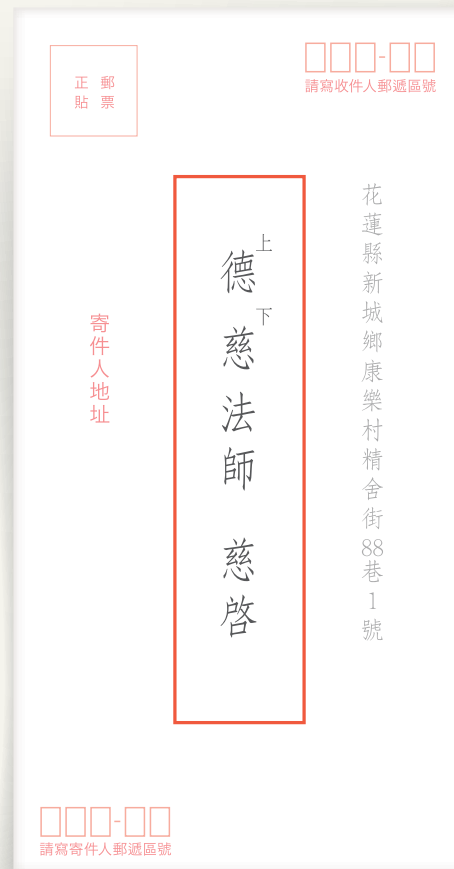 請寫收件人郵遞區號
花蓮縣新城鄉康樂村精舍街88巷1號
上德下慈法師 慈啓
郵票
正貼
寄件人地址
請寫寄件人郵遞區號